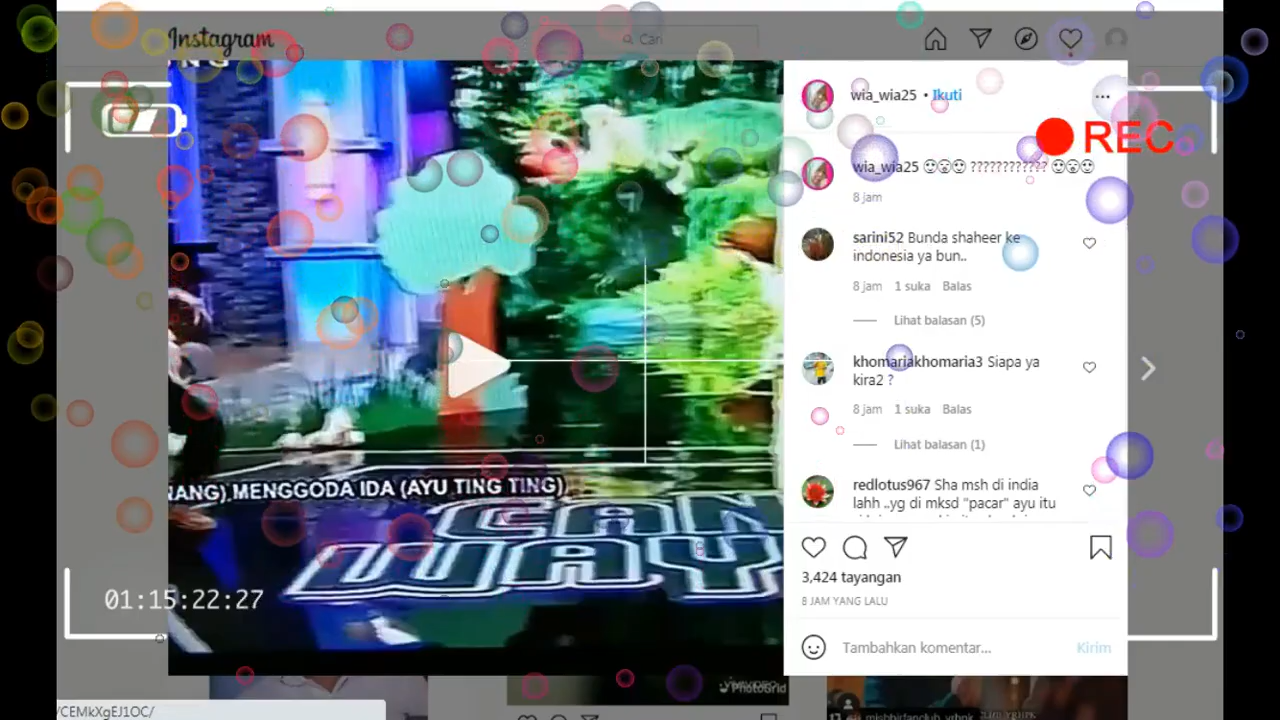 Instagram
Cari
wia_wia25 • Ikuti
REC
wia_wia25 ????????????
8 jam
sarini52 Bunda shaheer ke
indonesia ya bun..
8 jam 1 suka Balas
Lihat balasan (5)
khomariakhomaria3 Siapa ya
kira2 ?
8 jam 1 suka Balas
Lihat balasan (1)
redlotus967 Sha msh di india
lahh ..yg di mksd "pacar" ayu itu
NANG) MENGGODA IDA (AYU TING TING)
CAN
WAY
3,424 tayangan
8 JAM YANG LALU
01:15:22:27
Tambahkan komentar... Kirim
PhotoGrid
/CEMkXgEJ1OC/